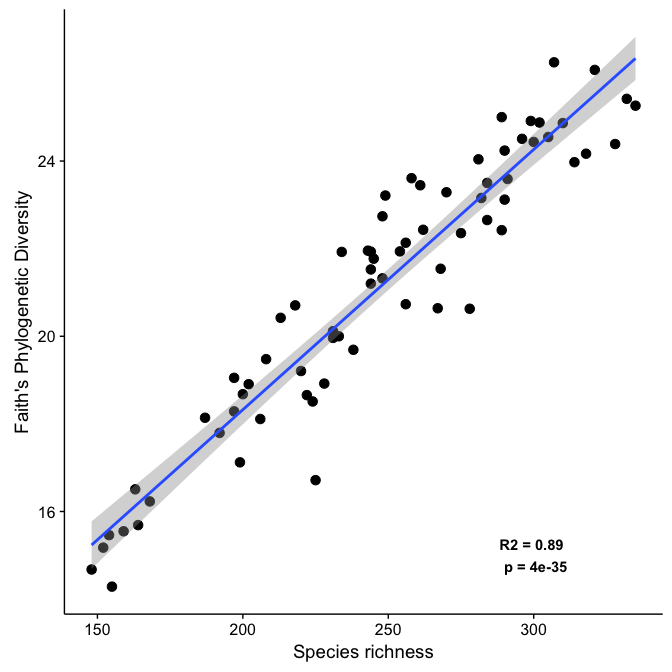 Faith's Phylogenetic Diversity
24
20
16
R2 = 0.89
p = 4e-35
150 200 250 300
Species richness